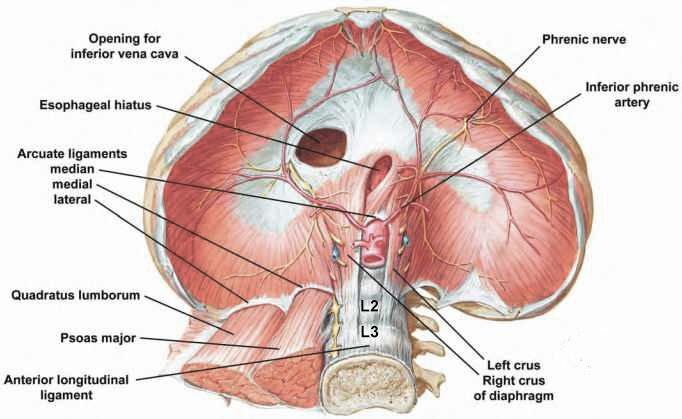 Opening for
inferior vena cava
Esophageal hiatus
Arcuate ligaments
median
medial
lateral
Quadratus lumborum
Psoas major
Anterior longitudinal
ligament
Phrenic nerve
Inferior phrenic
artery
L2
L3
Left crus
Right crus
of diaphragm